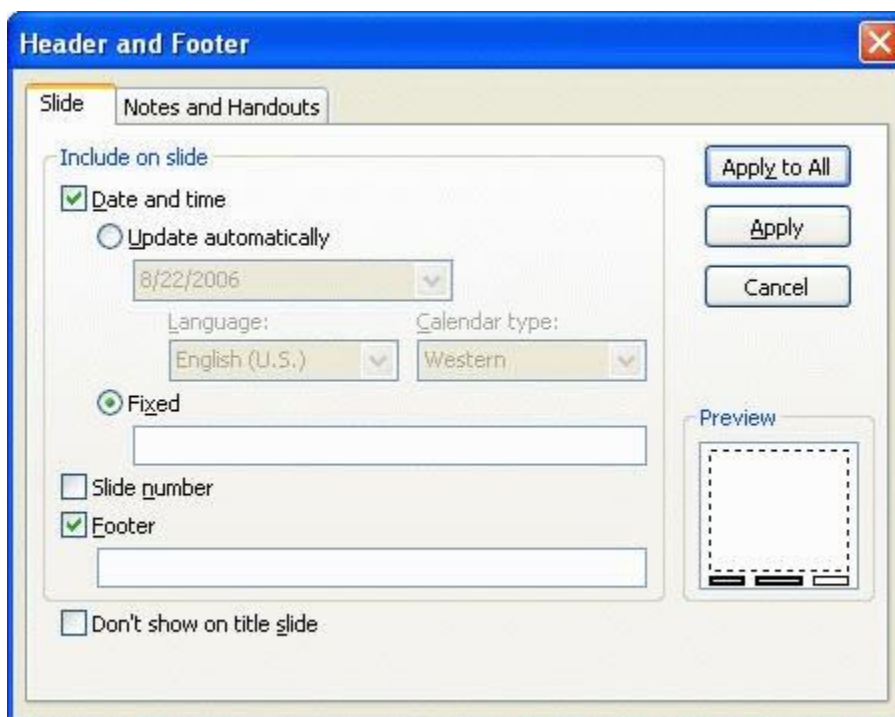 Header and Footer
Slide
Notes and Handouts
Include on slide
Date and time
Update automatically
8/22/2006
Language:
Calendar type:
English (U.S.)
Western
Fixed
Slide number
Footer
Don't show on title slide
Apply to All
Apply
Cancel
Preview